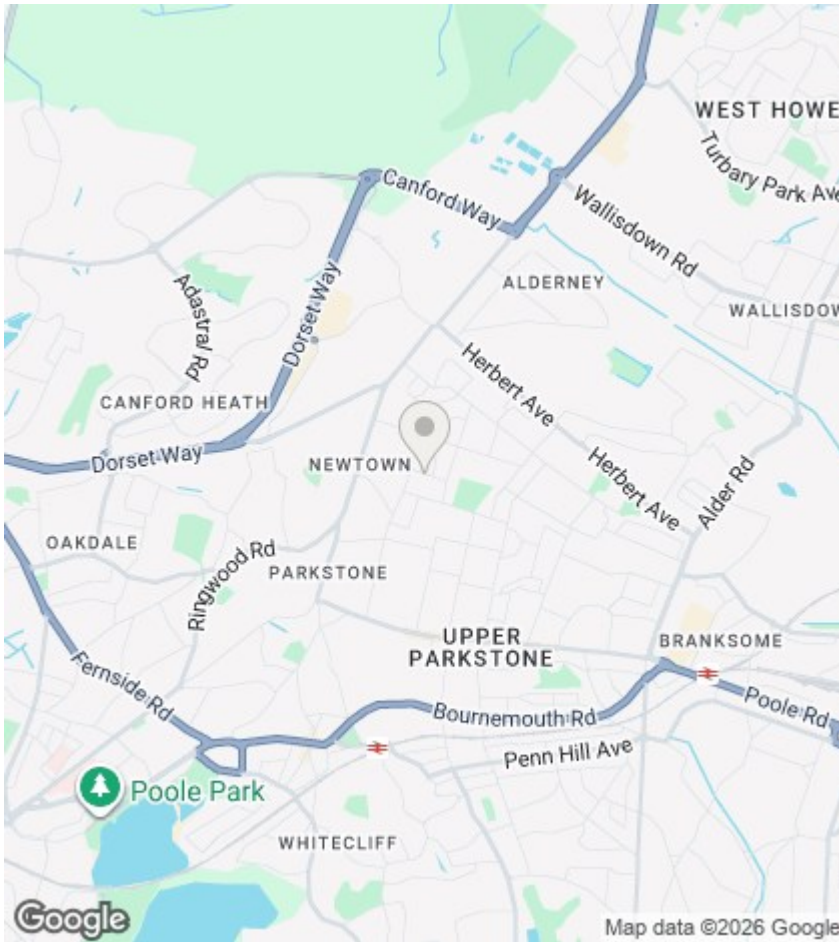 WEST HOWE
Turbary Park Ave
Canford Way
Wallisdown Rd
ALDERNEY
Adastral Rd
Dorset Way
WALLISDOW
Herbert Ave
CANFORD HEATH
Dorset Way
NEWTOWN
Herbert Ave
Alder Rd
OAKDALE
Ringwood Rd
PARKSTONE
UPPER
PARKSTONE
BRANKSOME
Fernside Rd
Bournemouth Rd
Poole Rd
Penn Hill Ave
Poole Park
WHITECLIFF
Google
Map data ©2026 Google